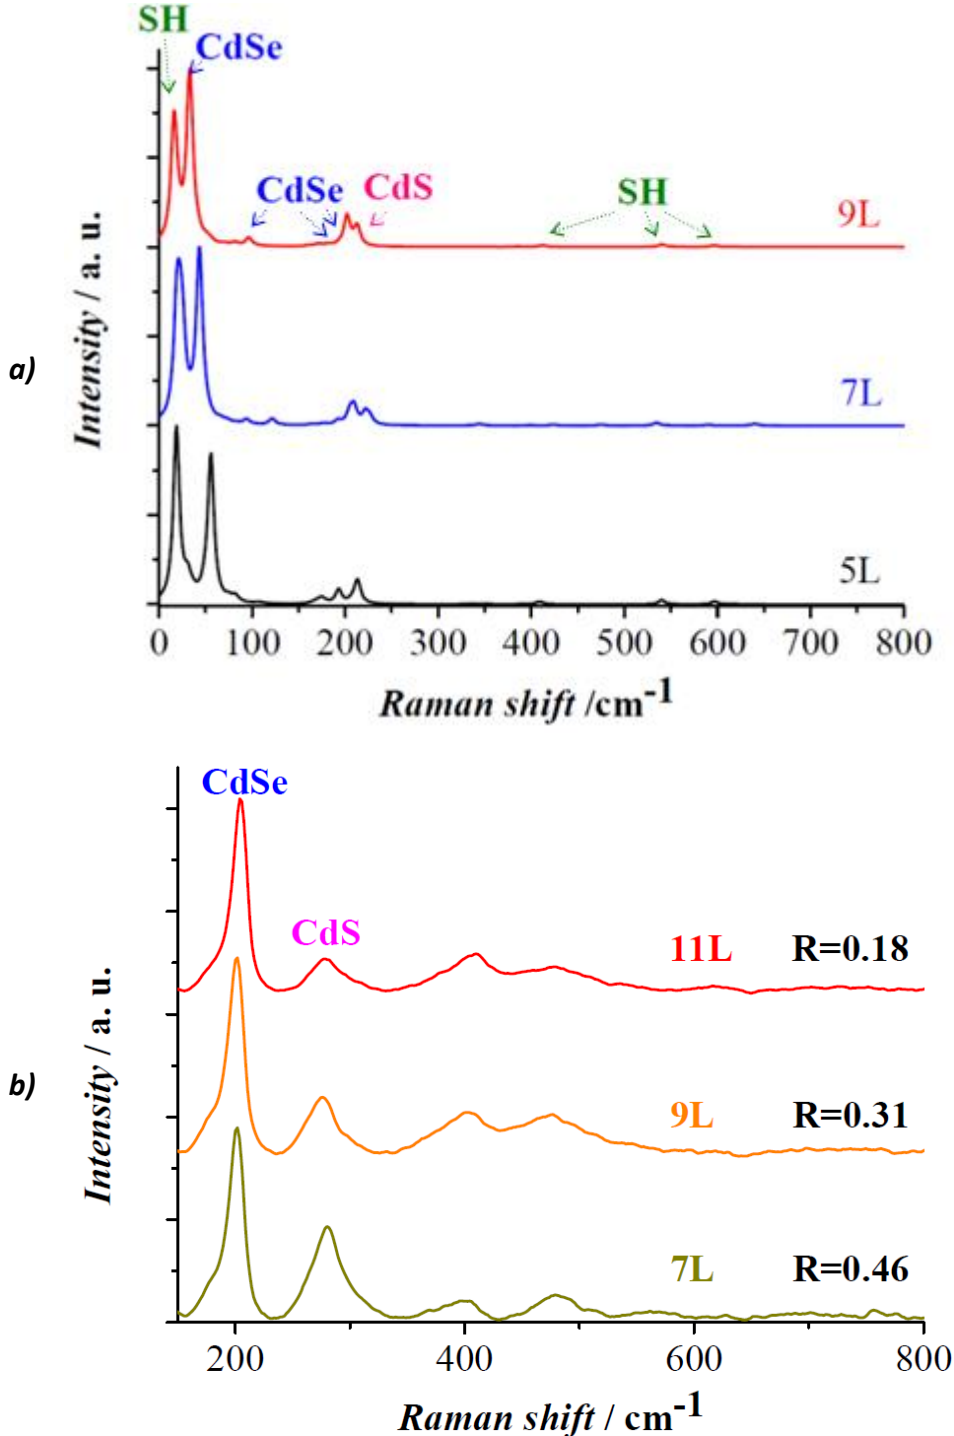 SH
CdSe
CdSe CdS
SH
9L
7L
5L
a)
Intensity / a. u.
0 100 200 300 400 500 600 700 800
Raman shift /cm-1
CdSe
CdS
11L R=0.18
9L R=0.31
7L R=0.46
b)
Intensity / a. u.
200 400 600 800
Raman shift / cm-1